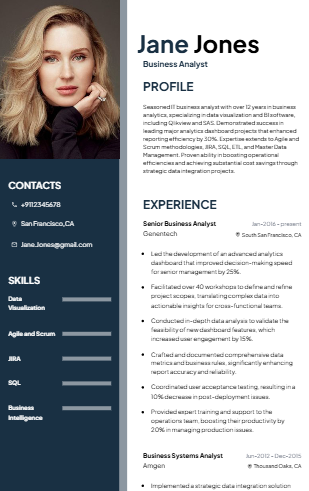 Jane Jones
Business Analyst
PROFILE
Seasoned IT business analyst with over 12 years in business
analytics, specializing in data visualization and BI software,
including Qlikview and SAS. Demonstrated success in
leading major analytics dashboard projects that enhanced
reporting efficiency by 30%. Expertise extends to Agile and
Scrum methodologies, JIRA, SQL, ETL, and Master Data
Management. Proven ability in boosting operational
efficiencies and achieving substantial cost savings through
strategic data integration projects.
CONTACTS
+9112345678
San Francisco, CA
Jane.Jones@gmail.com
SKILLS
Data
Visualization
Agile and Scrum
JIRA
SQL
Business
Intelligence
EXPERIENCE
Senior Business Analyst Jan-2016 - present
Genentech South San Francisco, CA
• Led the development of an advanced analytics
dashboard that improved decision-making speed
for senior management by 25%.
• Facilitated over 40 workshops to define and refine
project scopes, translating complex data into
actionable insights for cross-functional teams.
• Conducted in-depth data analysis to validate the
feasibility of new dashboard features, which
increased user engagement by 15%.
• Crafted and documented comprehensive data
metrics and business rules, significantly enhancing
report accuracy and reliability.
• Coordinated user acceptance testing, resulting in a
10% decrease in post-deployment issues.
• Provided expert training and support to the
operations team, boosting their productivity by
20% in managing production issues.
Business Systems Analyst Jun-2012 - Dec-2015
Amgen Thousand Oaks, CA
• Implemented a strategic data integration solution